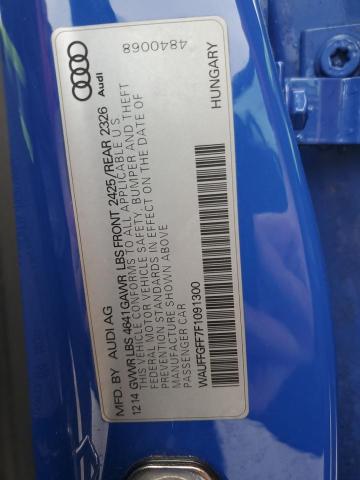 MFD. BY AUDI AG
12 14 GVWR LBS 4641 GAWR LBS FRONT 2425/REAR 2326
THIS VEHICLE CONFORMS TO ALL APPLICABLE U S
FEDERAL MOTOR VEHICLE SAFETY, BUMPER AND THEFT
PREVENTION STANDARDS IN EFFECT ON THE DATE OF
MANUFACTURE SHOWN ABOVE
PASSENGER CAR
WAUFFGFF7F1091300
Audi
4840068
HUNGARY